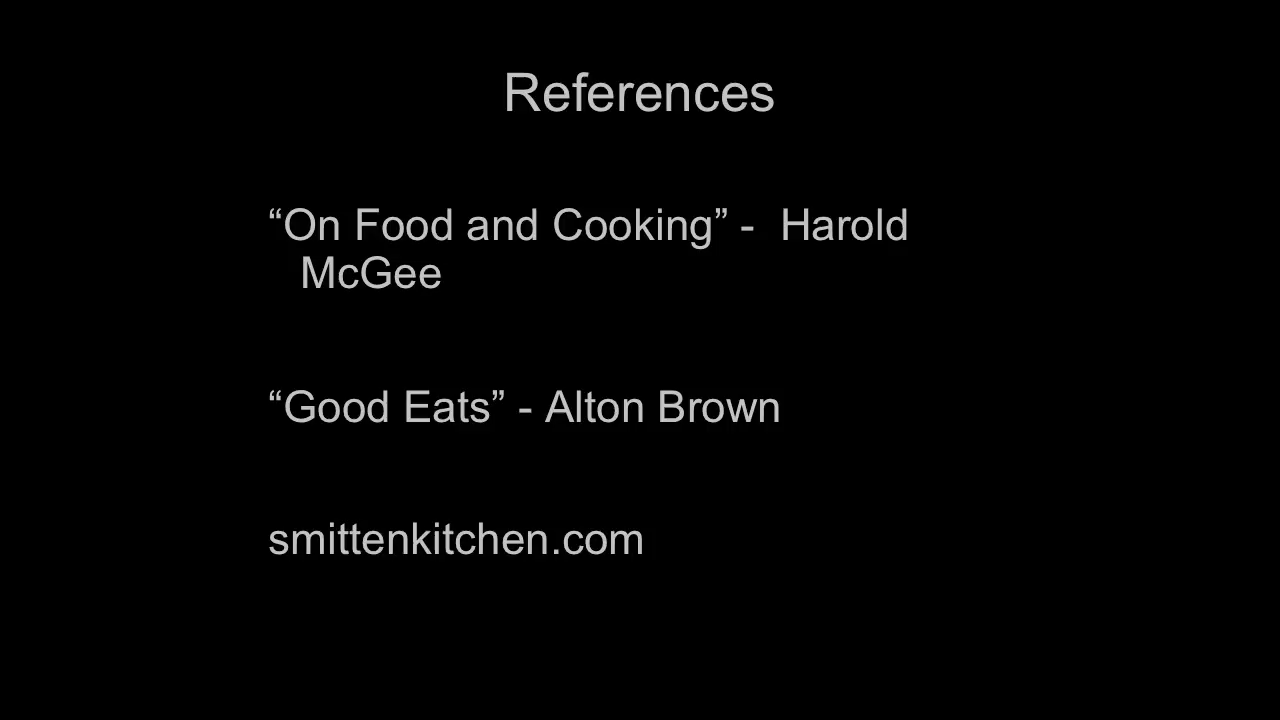 References
“On Food and Cooking” -  Harold
McGee
“Good Eats” - Alton Brown
smittenkitchen.com